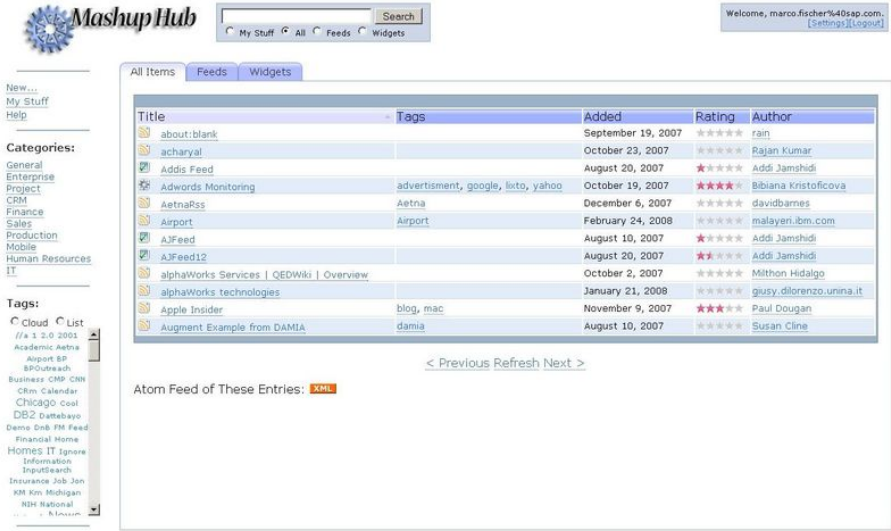 Mashup Hub
Search
My Stuff All Feeds Widgets
Welcome, marco.fischer%40sap.com.
[Settings][Logout]
New...
My Stuff
Help
Categories:
General
Enterprise
Project
CRM
Finance
Sales
Production
Mobile
Human Resources
IT
Tags:
Cloud List
//a 1 2.0 2001
Academic Aetna
Airport BP
BPOutreach
Business CMP CNN
CRm Calendar
Chicago Cool
DB2 Dattebayo
Demo DnB FM Feed
Financial Home
Homes IT Ignore
Information
InputSearch
Insurance Job Jon
KM Km Michigan
NIH National
All Items Feeds Widgets
Title Tags Added Rating Author
about:blank September 19, 2007 rain
acharyal October 23, 2007 Rajan Kumar
Addis Feed August 20, 2007 Addi Jamshidi
Adwords Monitoring advertisment, google, lixto, yahoo October 19, 2007 Bibiana Kristoficova
AetnaRss Aetna December 6, 2007 davidbarnes
Airport Airport February 24, 2008 malayeri.ibm.com
AJFeed August 10, 2007 Addi Jamshidi
AJFeed12 August 20, 2007 Addi Jamshidi
alphaWorks Services | QEDWiki | Overview October 2, 2007 Milthon Hidalgo
alphaWorks technologies January 21, 2008 giusy.dilorenzo.unina.it
Apple Insider blog, mac November 9, 2007 Paul Dougan
Augment Example from DAMIA damia August 10, 2007 Susan Cline
< Previous Refresh Next >
Atom Feed of These Entries: XML